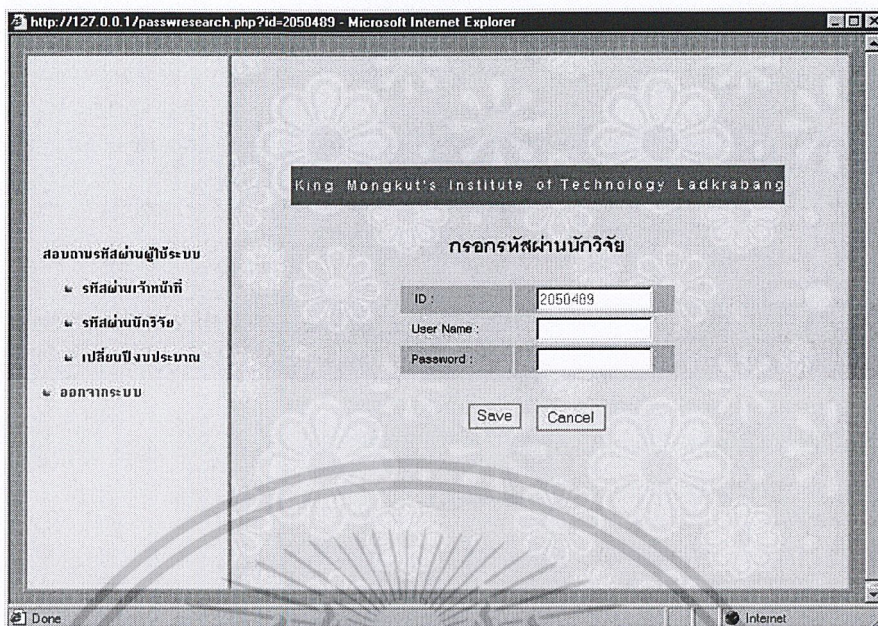 http://127.0.0.1/passwresearch.php?id=2050489 - Microsoft Internet Explorer
King Mongkut's Institute of Technology Ladkrabang
สอบถามรหัสผ่านผู้ใช้ระบบ
รหัสผ่านเจ้าหน้าที่
รหัสผ่านนักวิจัย
เปลี่ยนปีงบประมาณ
ออกจากระบบ
กรอกรหัสผ่านนักวิจัย
ID :
2050489
User Name :
Password :
Save
Cancel
Done
Internet